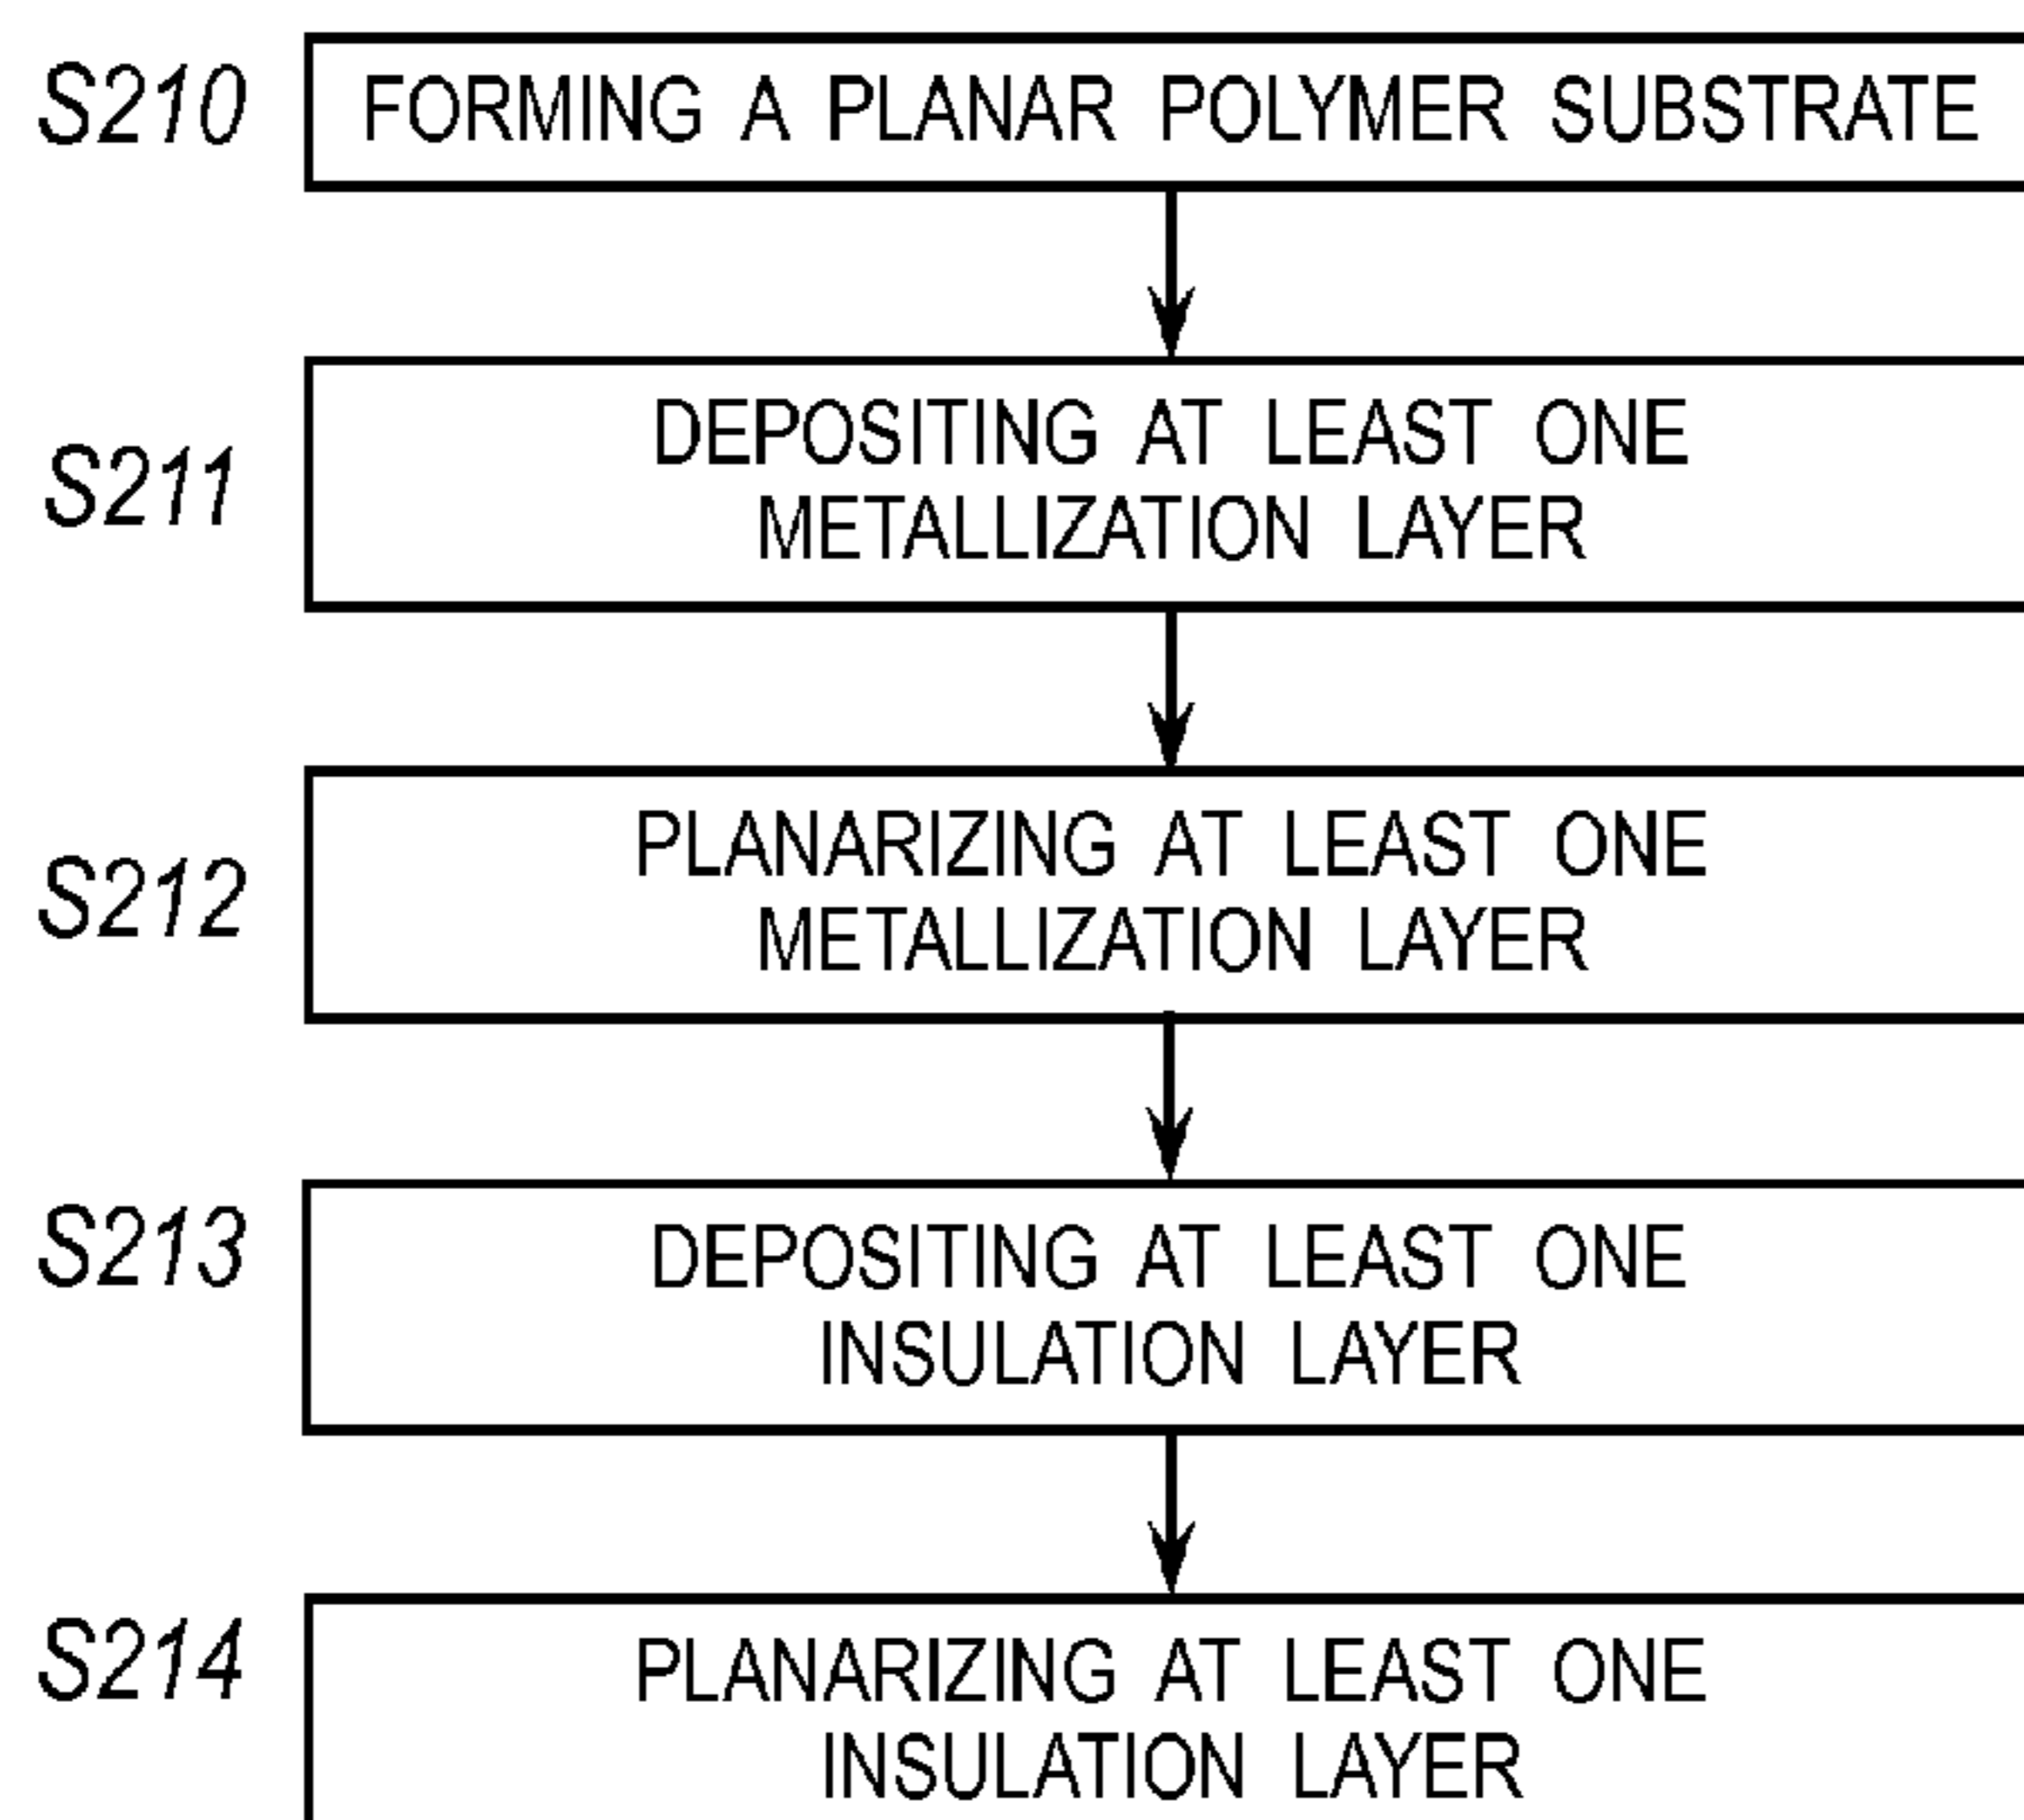 S210 FORMING A PLANAR POLYMER SUBSTRATE
DEPOSITING AT LEAST ONE
S211
METALLIZATION LAYER
PLANARIZING AT LEAST ONE
S212
METALLIZATION LAYER
S213
DEPOSITING AT LEAST ONE
INSULATION LAYER
S214
PLANARIZING AT LEAST ONE
INSULATION LAYER